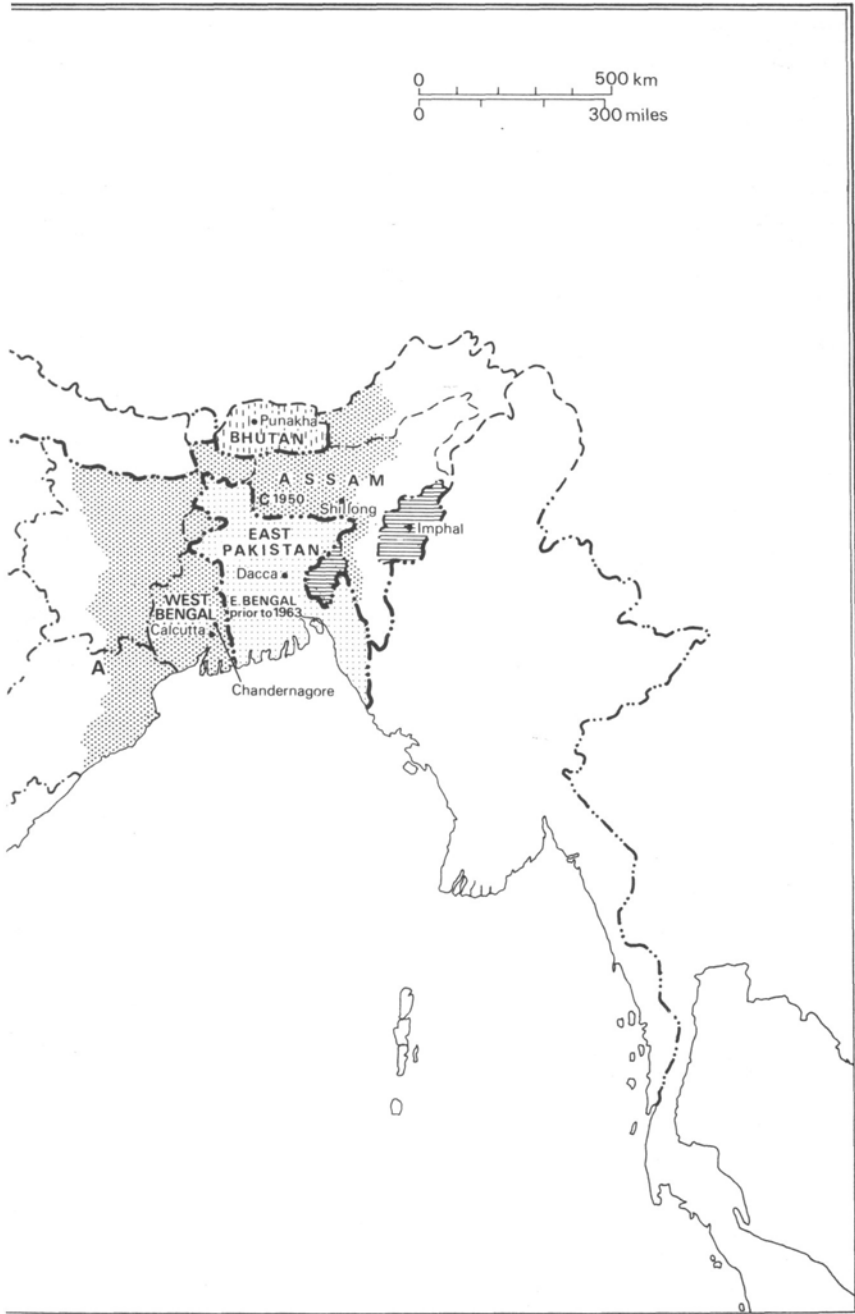 0 500 km
0 300 miles
Punakha
BHUTAN
ASSAM
C 1950
Shillong
Imphal
EAST
PAKISTAN
Dacca
WEST
BENGAL
E. BENGAL
prior to 1963
Calcutta
A
Chandernagore